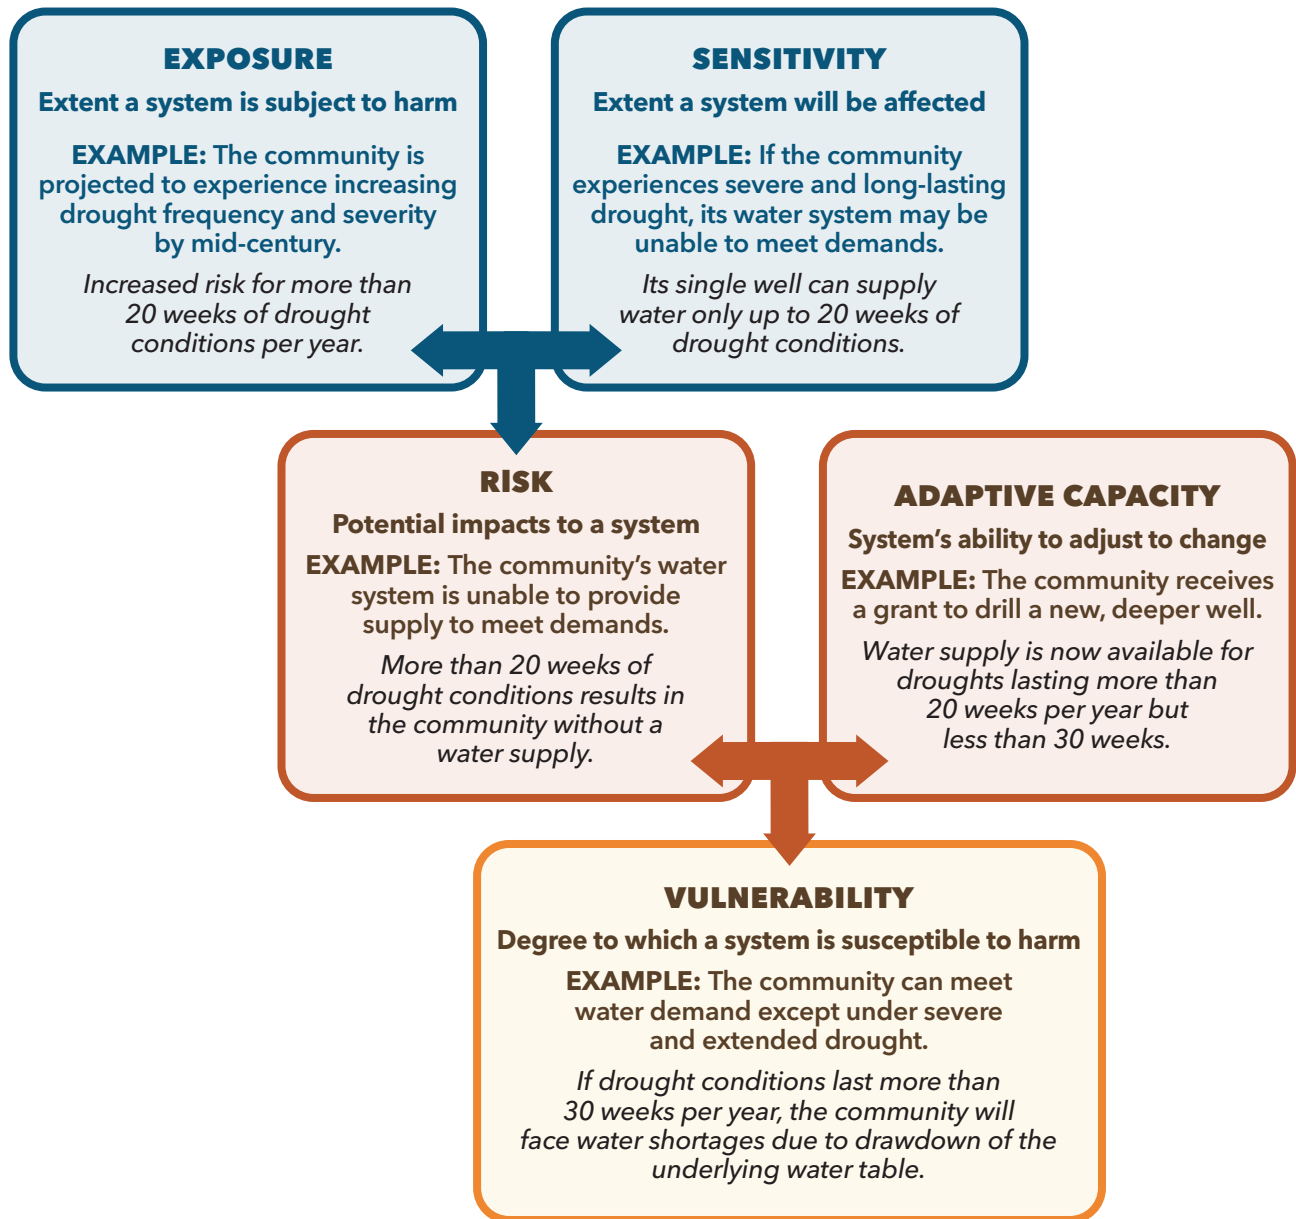 EXPOSURE
Extent a system is subject to harm
EXAMPLE: The community is
projected to experience increasing
drought frequency and severity
by mid-century.
Increased risk for more than
20 weeks of drought
conditions per year.
SENSITIVITY
Extent a system will be affected
EXAMPLE: If the community
experiences severe and long-lasting
drought, its water system may be
unable to meet demands.
Its single well can supply
water only up to 20 weeks of
drought conditions.
RISK
Potential impacts to a system
EXAMPLE: The community’s water
system is unable to provide
supply to meet demands.
More than 20 weeks of
drought conditions results in
the community without a
water supply.
ADAPTIVE CAPACITY
System’s ability to adjust to change
EXAMPLE: The community receives
a grant to drill a new, deeper well.
Water supply is now available for
droughts lasting more than
20 weeks per year but
less than 30 weeks.
VULNERABILITY
Degree to which a system is susceptible to harm
EXAMPLE: The community can meet
water demand except under severe
and extended drought.
If drought conditions last more than
30 weeks per year, the community will
face water shortages due to drawdown of the
underlying water table.